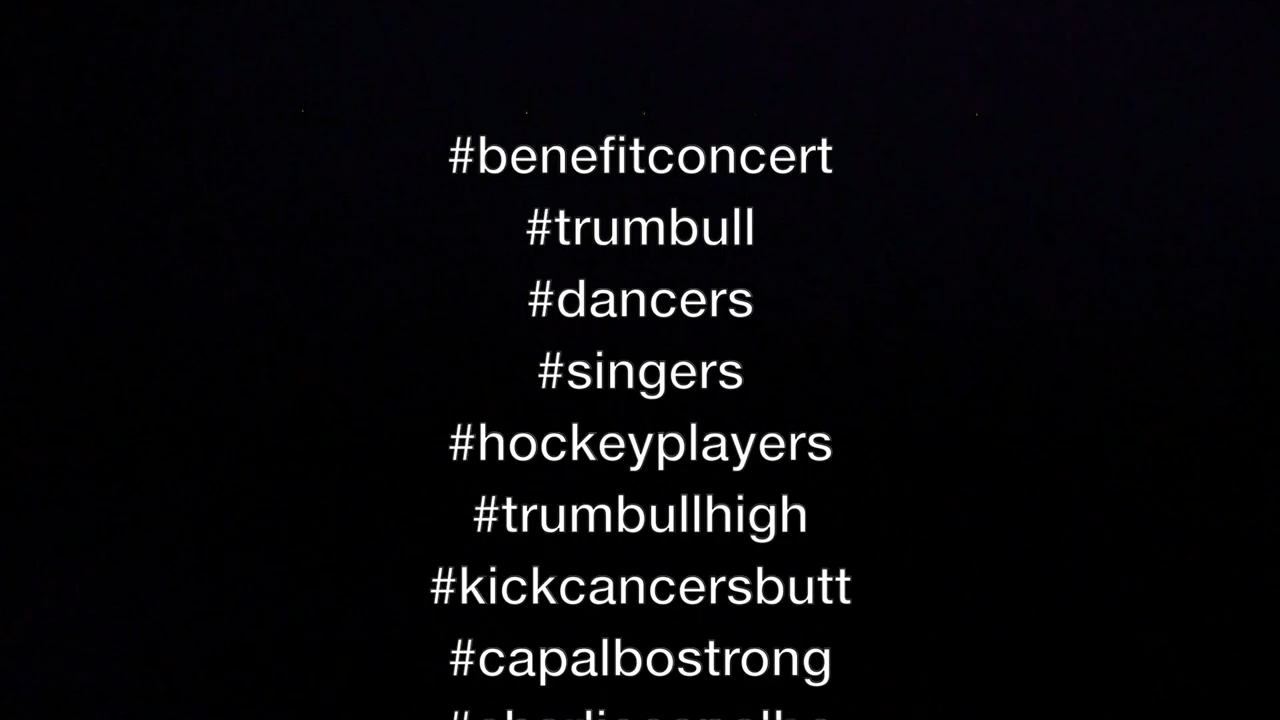 #benefitconcert
#trumbull
#dancers
#singers
#hockeyplayers
#trumbullhigh
#kickcancersbutt
#capalbostrong